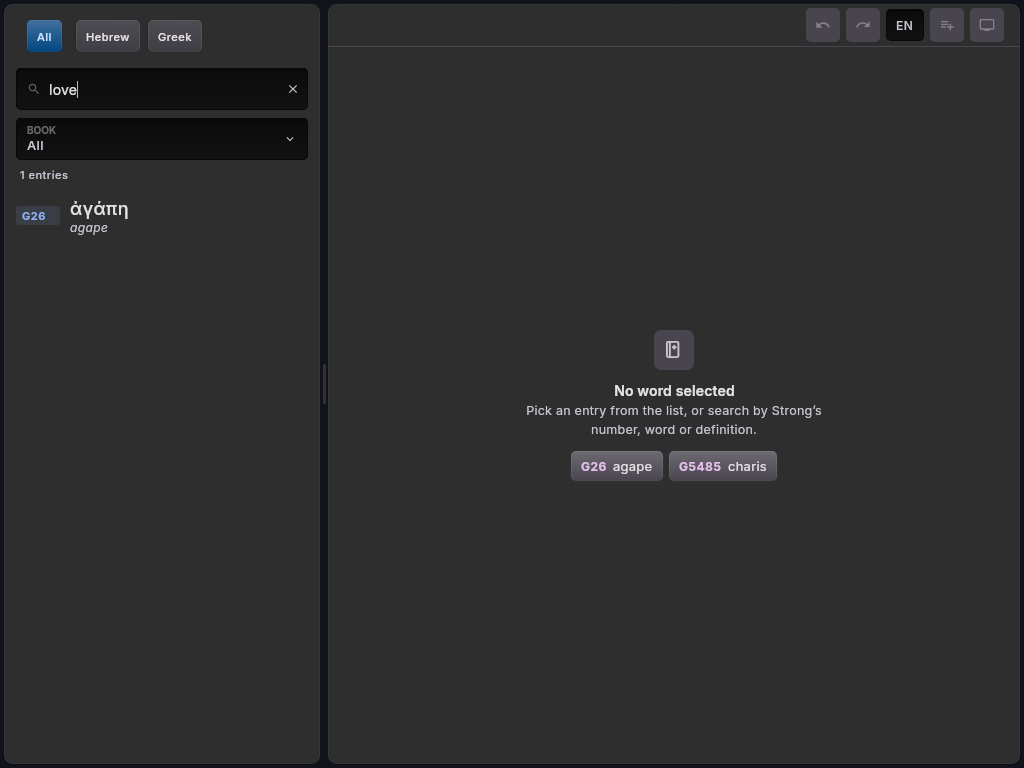 All
Hebrew
Greek
love
BOOK
All
1 entries
G26
ἀγάπη
agape
EN
No word selected
Pick an entry from the list, or search by Strong’s
number, word or definition.
G26 agape
G5485 charis